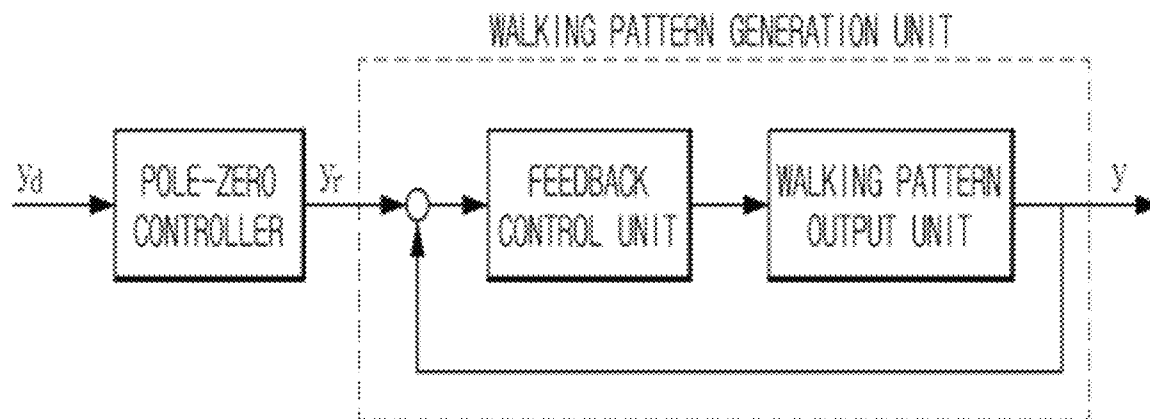 WALKING PATTERN GENERATION UNIT
yd
POLE-ZERO
CONTROLLER
yr
FEEDBACK
CONTROL UNIT
WALKING PATTERN
OUTPUT UNIT
y